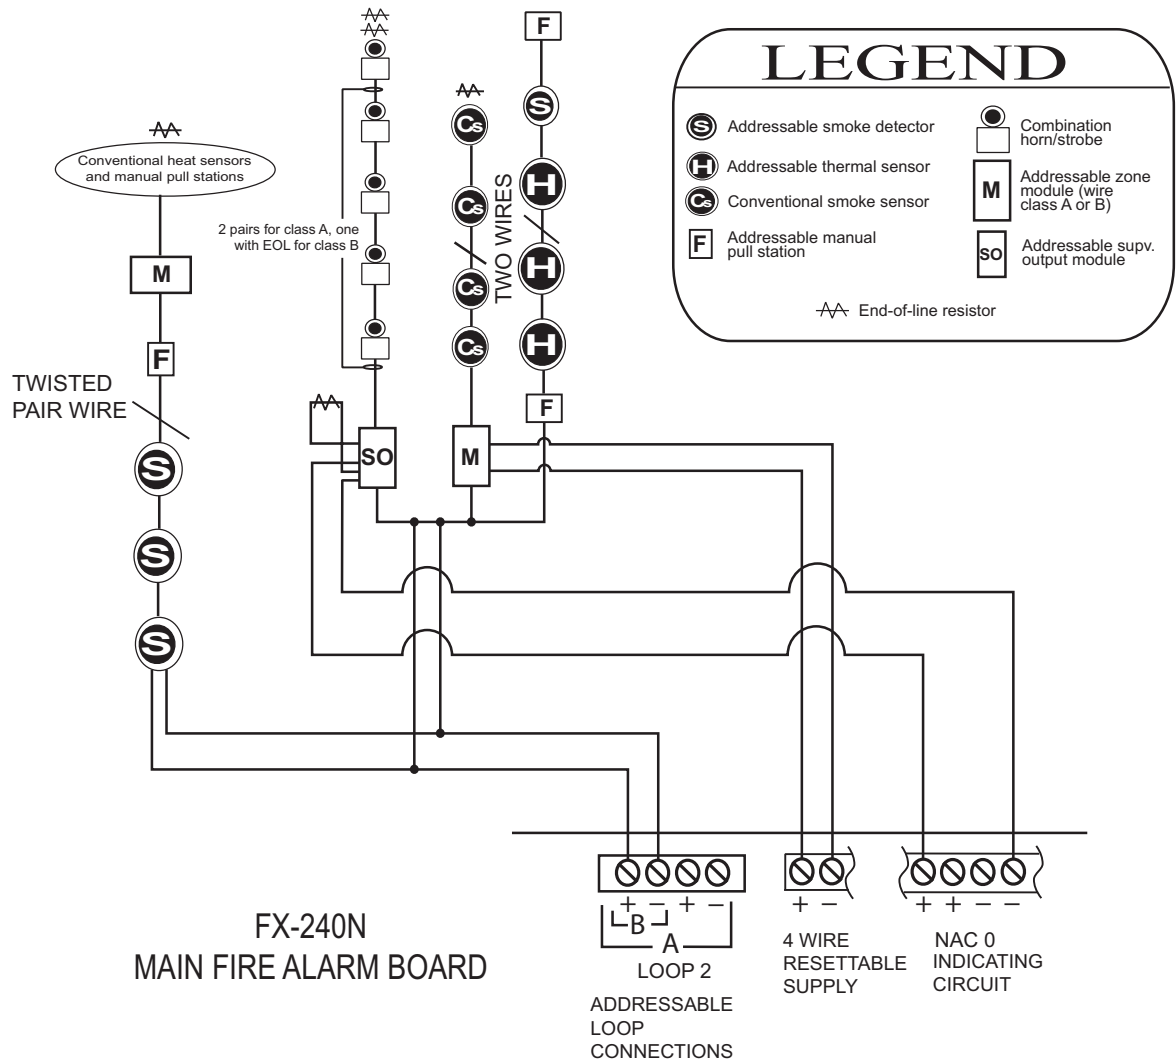 F
LEGEND
S
Addressable smoke detector
H
Addressable thermal sensor
Cs
Conventional smoke sensor
F
Addressable manual
pull station
Combination
horn/strobe
M
Addressable zone
module (wire
class A or B)
SO
Addressable supv.
output module
End-of-line resistor
Conventional heat sensors
and manual pull stations
2 pairs for class A, one
with EOL for class B
TWO WIRES
S
H
H
H
F
Cs
Cs
Cs
Cs
M
F
TWISTED
PAIR WIRE
S
S
S
SO
M
+ − + −
B
A
LOOP 2
ADDRESSABLE
LOOP
CONNECTIONS
+ −
4 WIRE
RESETTABLE
SUPPLY
+ + − −
NAC 0
INDICATING
CIRCUIT
FX-240N
MAIN FIRE ALARM BOARD